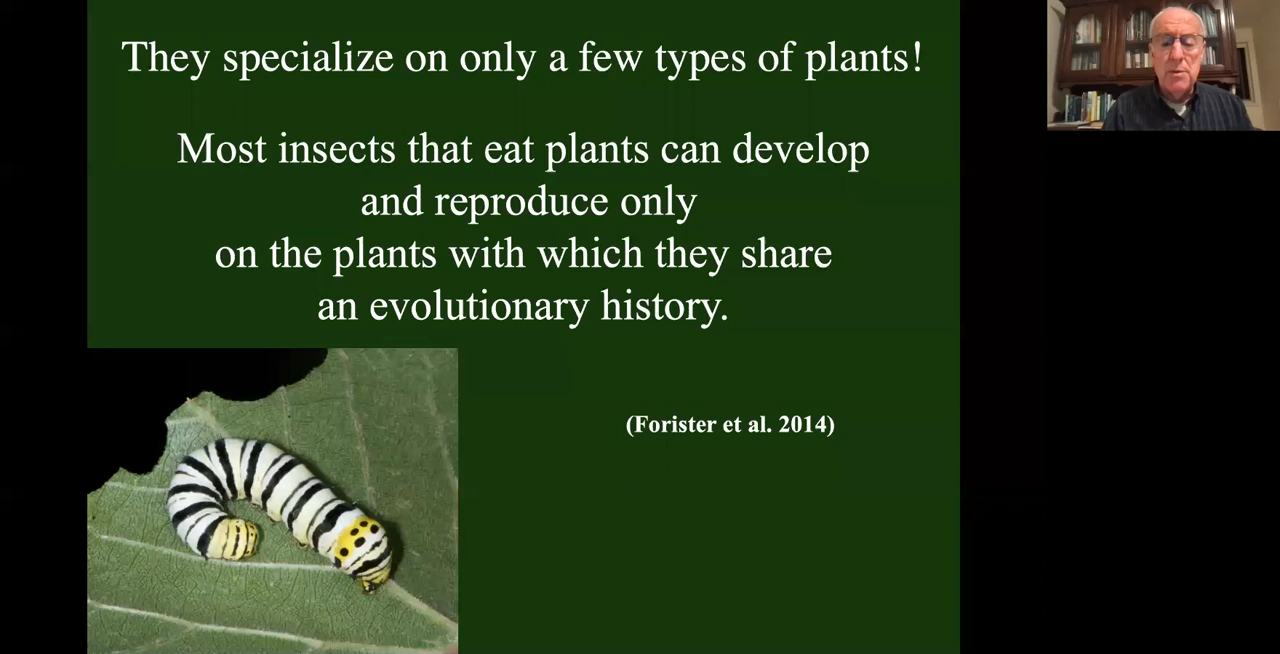 They specialize on only a few types of plants!
Most insects that eat plants can develop
and reproduce only
on the plants with which they share
an evolutionary history.
(Forister et al. 2014)